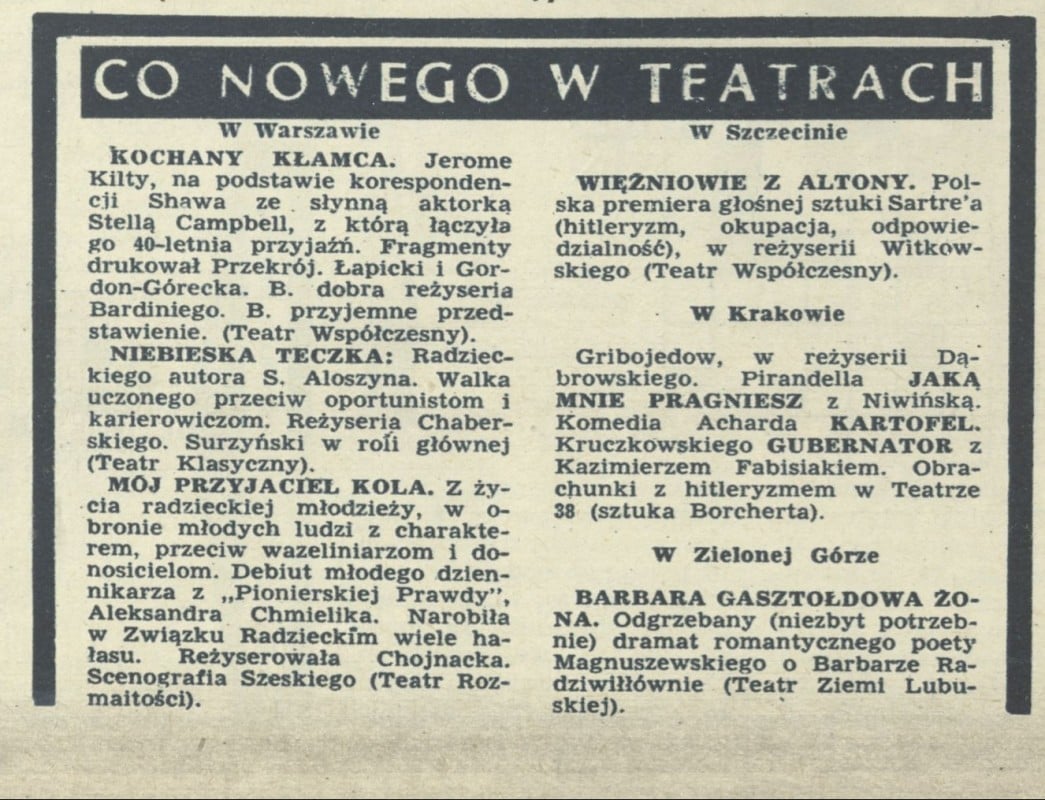 CO NOWEGO W TEATRACH
W Warszawie
KOCHANY KŁAMCA. Jerome
Kilty, na podstawie koresponden-
cji Shawa ze słynną aktorką
Stellą Campbell, z którą łączyła
go 40-letnia przyjaźń. Fragmenty
drukował Przekrój. Łapicki i Gor-
don-Górecka. B. dobra reżyseria
Bardiniego. B. przyjemne przed-
stawienie. (Teatr Współczesny).
NIEBIESKA TECZKA: Radziec-
kiego autora S. Aloszyna. Walka
uczonego przeciw oportunistom i
karierowiczom. Reżyseria Chaber-
skiego. Surzyński w roli głównej
(Teatr Klasyczny).
MÓJ PRZYJACIEL KOLA. Z ży-
cia radzieckiej młodzieży, w o-
bronie młodych ludzi z charakte-
rem, przeciw wazeliniarzom i do-
nosicielom. Debiut młodego dzien-
nikarza z „Pionierskiej Prawdy”,
Aleksandra Chmielika. Narobiła
w Związku Radzieckim wiele ha-
łasu. Reżyserowała Chojnacka.
Scenografia Szeskiego (Teatr Roz-
maitości).
W Szczecinie
WIĘŹNIOWIE Z ALTONY. Pol-
ska premiera głośnej sztuki Sartre'a
(hitleryzm, okupacja, odpowie-
dzialność), w reżyserii Witkow-
skiego (Teatr Współczesny).
W Krakowie
Gribojedow, w reżyserii Dą-
browskiego. Pirandella JAKĄ
MNIE PRAGNIESZ z Niwińską.
Komedia Acharda KARTOFEL.
Kruczkowskiego GUBERNATOR z
Kazimierzem Fabisiakiem. Obra-
chunki z hitleryzmem w Teatrze
38 (sztuka Borcherta).
W Zielonej Górze
BARBARA GASZTOŁDOWA ŻO-
NA. Odgrzebany (niezbyt potrzeb-
nie) dramat romantycznego poety
Magnuszewskiego o Barbarze Ra-
dziwiłłównie (Teatr Ziemi Lubu-
skiej).